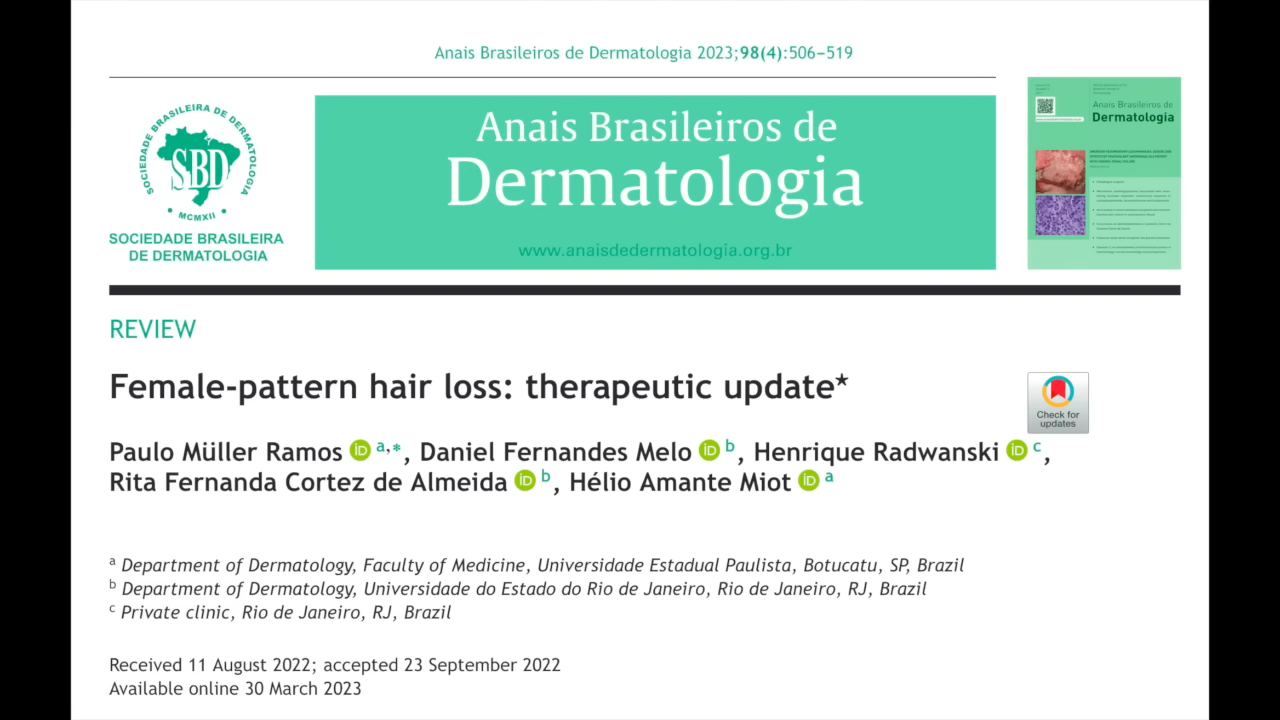 Anais Brasileiros de Dermatologia 2023;98(4):506–519
SOCIEDADE BRASILEIRA DE DERMATOLOGIA
SBD
• MCMXII •
SOCIEDADE BRASILEIRA
DE DERMATOLOGIA
Anais Brasileiros de
Dermatologia
www.anaisdedermatologia.org.br
Anais Brasileiros de
Dermatologia
REVIEW
Female-pattern hair loss: therapeutic update★
Check for
updates
Paulo Müller Ramos iD a,*, Daniel Fernandes Melo iD b, Henrique Radwanski iD c,
Rita Fernanda Cortez de Almeida iD b, Hélio Amante Miot iD a
a Department of Dermatology, Faculty of Medicine, Universidade Estadual Paulista, Botucatu, SP, Brazil
b Department of Dermatology, Universidade do Estado do Rio de Janeiro, Rio de Janeiro, RJ, Brazil
c Private clinic, Rio de Janeiro, RJ, Brazil
Received 11 August 2022; accepted 23 September 2022
Available online 30 March 2023